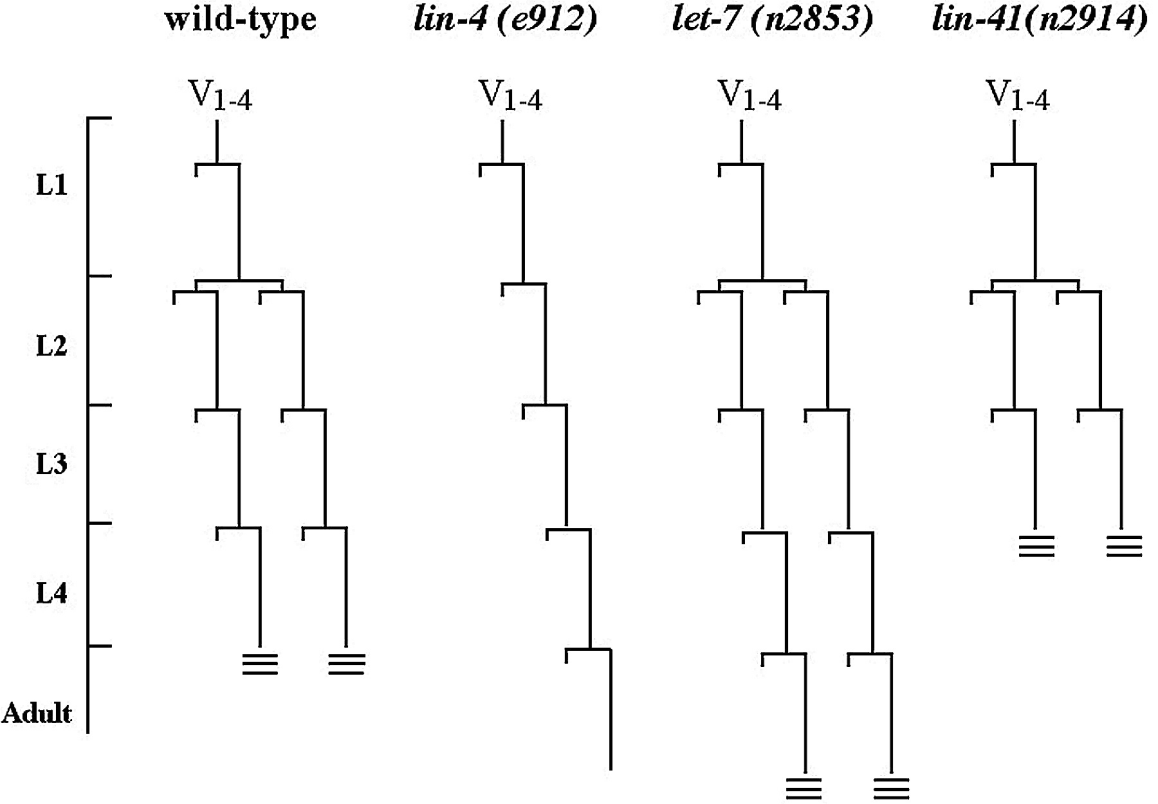 wild-type lin-4 (e912) let-7 (n2853) lin-41(n2914)
V1-4 V1-4 V1-4 V1-4
L1
L2
L3
L4
Adult